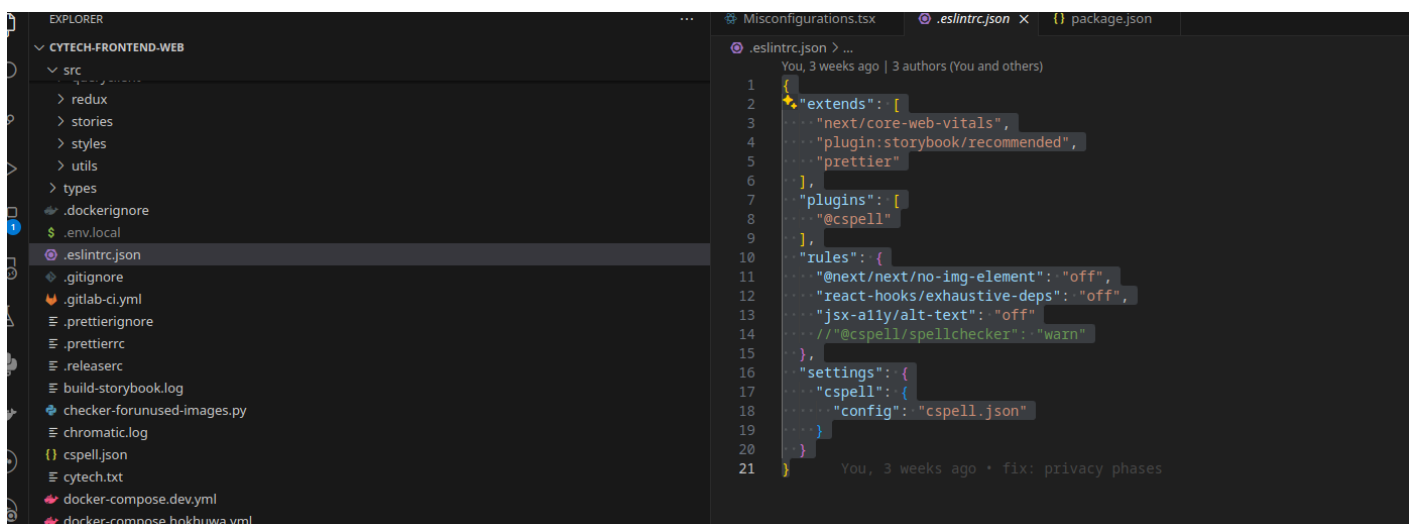 EXPLORER
CYTECH-FRONTEND-WEB
src
redux
stories
styles
utils
types
.dockerignore
.env.local
.eslintrc.json
.gitignore
.gitlab-ci.yml
.prettierignore
.prettierrc
.releaserc
build-storybook.log
checker-forunused-images.py
chromatic.log
cspell.json
cytech.txt
docker-compose.dev.yml
docker-compose.hokhuwa.yml
1
Misconfigurations.tsx
.eslintrc.json
{} package.json
.eslintrc.json > ...
You, 3 weeks ago | 3 authors (You and others)
1 {
2 "extends": [
3 "next/core-web-vitals",
4 "plugin:storybook/recommended",
5 "prettier"
6 ],
7 "plugins": [
8 "@cspell"
9 ],
10 "rules": {
11 "@next/next/no-img-element": "off",
12 "react-hooks/exhaustive-deps": "off",
13 "jsx-a11y/alt-text": "off"
14 //"@cspell/spellchecker": "warn"
15 },
16 "settings": {
17 "cspell": {
18 "config": "cspell.json"
19 }
20 }
21 } You, 3 weeks ago • fix: privacy phases